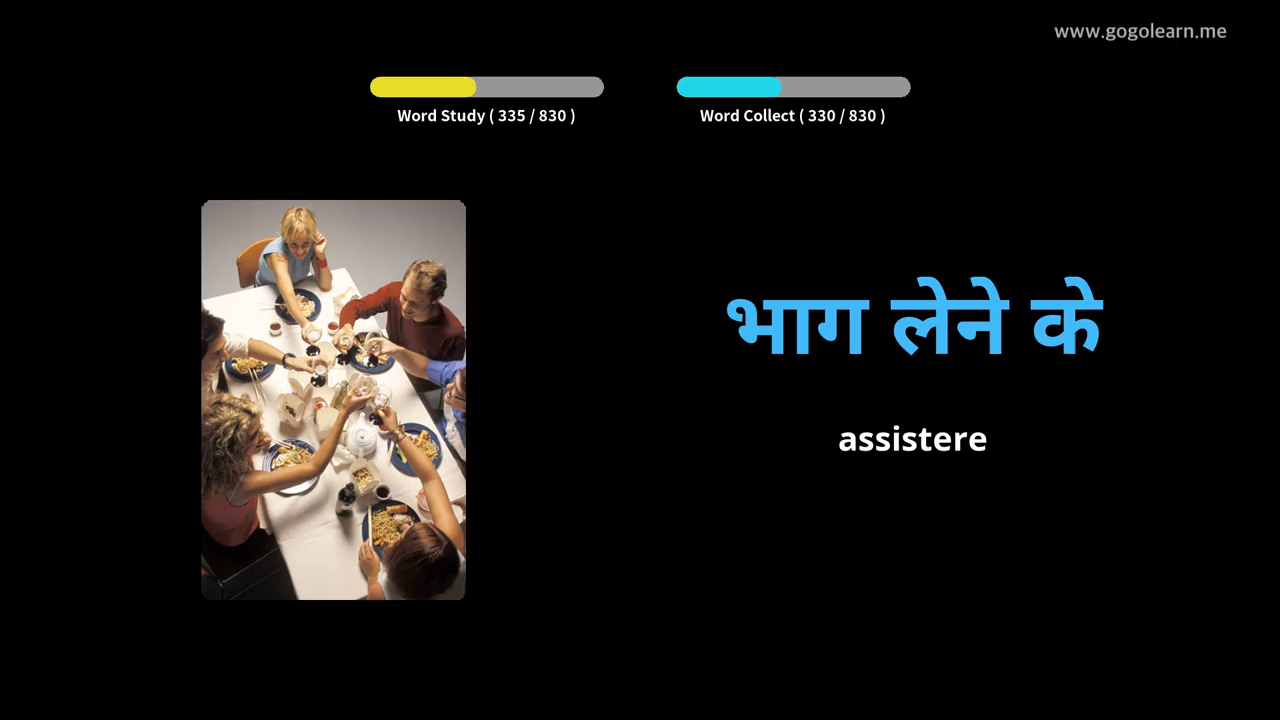 www.gogolearn.me
Word Study ( 335 / 830 )
Word Collect ( 330 / 830 )
भाग लेने के
assistere